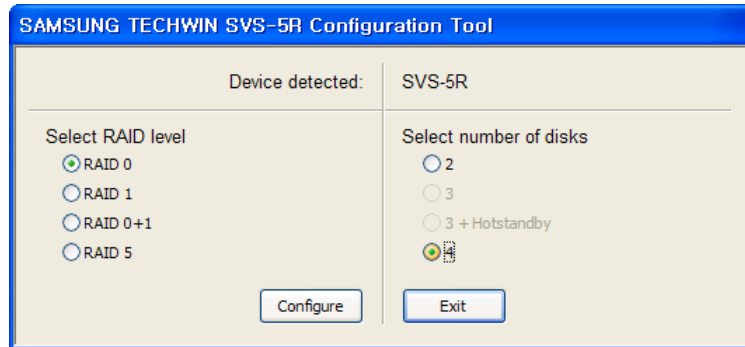 SAMSUNG TECHWIN SVS-5R Configuration Tool
Device detected: SVS-5R
Select RAID level
RAID 0
RAID 1
RAID 0+1
RAID 5
Configure
Select number of disks
2
3
3 + Hotstandby
4
Exit